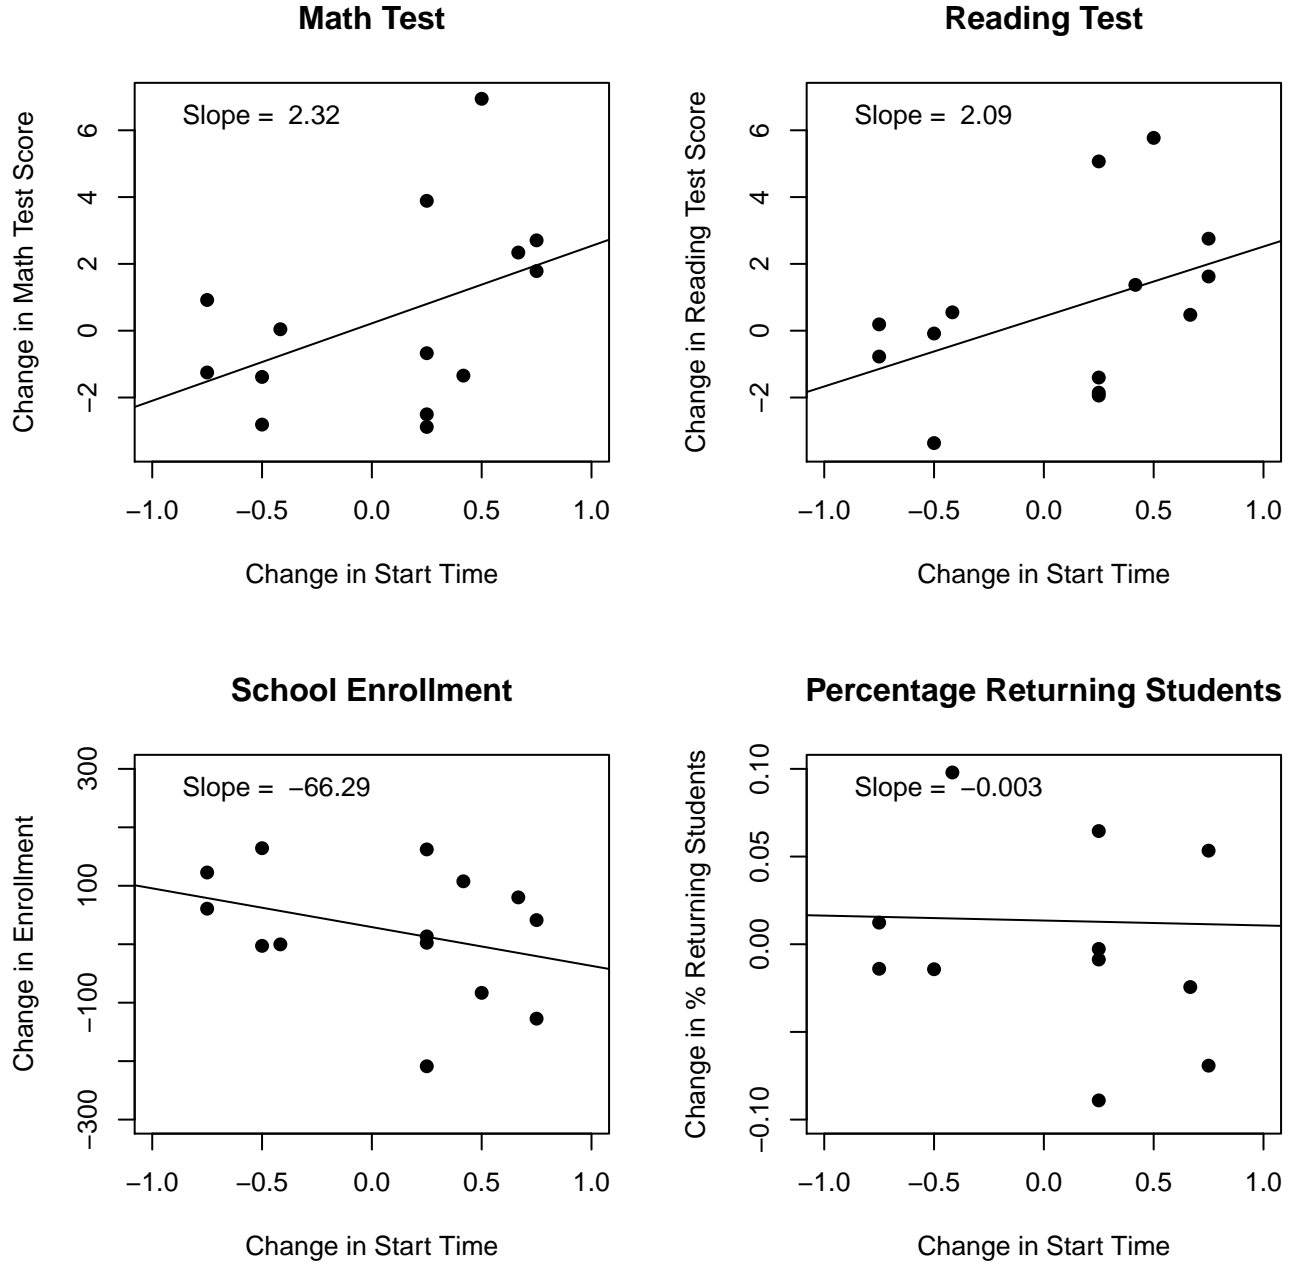 Math Test
Slope = 2.32
Change in Math Test Score
6
4
2
0
−2
−1.0 −0.5 0.0 0.5 1.0
Change in Start Time
Reading Test
Slope = 2.09
Change in Reading Test Score
6
4
2
0
−2
−1.0 −0.5 0.0 0.5 1.0
Change in Start Time
School Enrollment
Slope = −66.29
Change in Enrollment
300
100
−100
−300
−1.0 −0.5 0.0 0.5 1.0
Change in Start Time
Percentage Returning Students
Slope = −0.003
Change in % Returning Students
0.10
0.05
0.00
−0.10
−1.0 −0.5 0.0 0.5 1.0
Change in Start Time